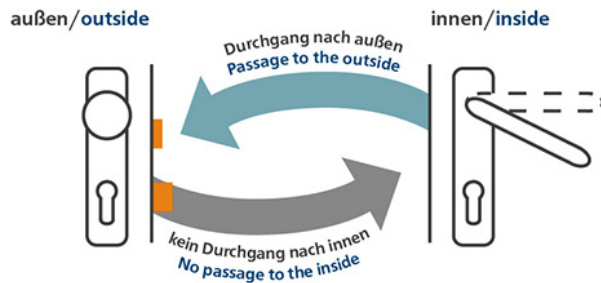 außen/outside
innen/inside
Durchgang nach außen
Passage to the outside
kein Durchgang nach innen
No passage to the inside